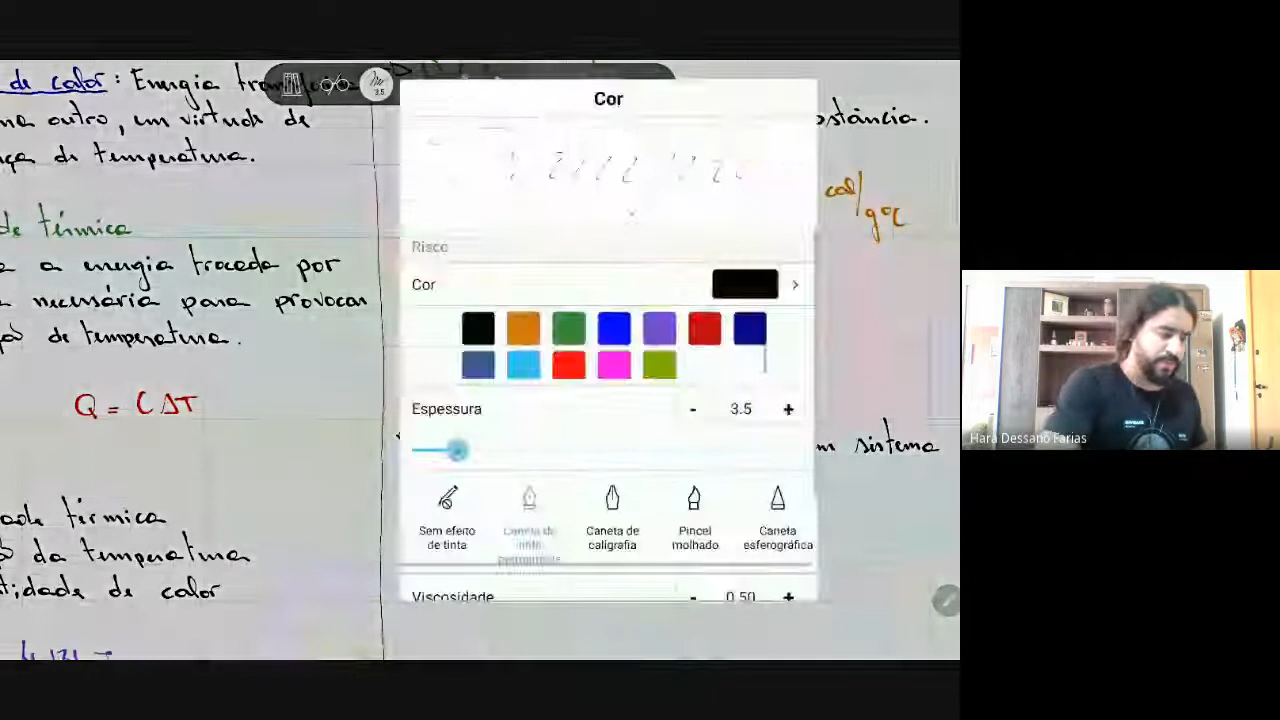 de calor : Energia
outro, em virtude de
de temperatura.
térmica
a energia trocada por
necessária para provocar
de temperatura.
Q = C ΔT
térmica
da temperatura
de calor
3.5
Cor
Risco
Cor
Espessura
- 3.5 +
Sem efeito de tinta
Caneta de caligrafia
Pincel molhado
Caneta esferográfica
Viscosidade
- 0.50 +
cal/g°C
sistema
Hara Dessano Farias